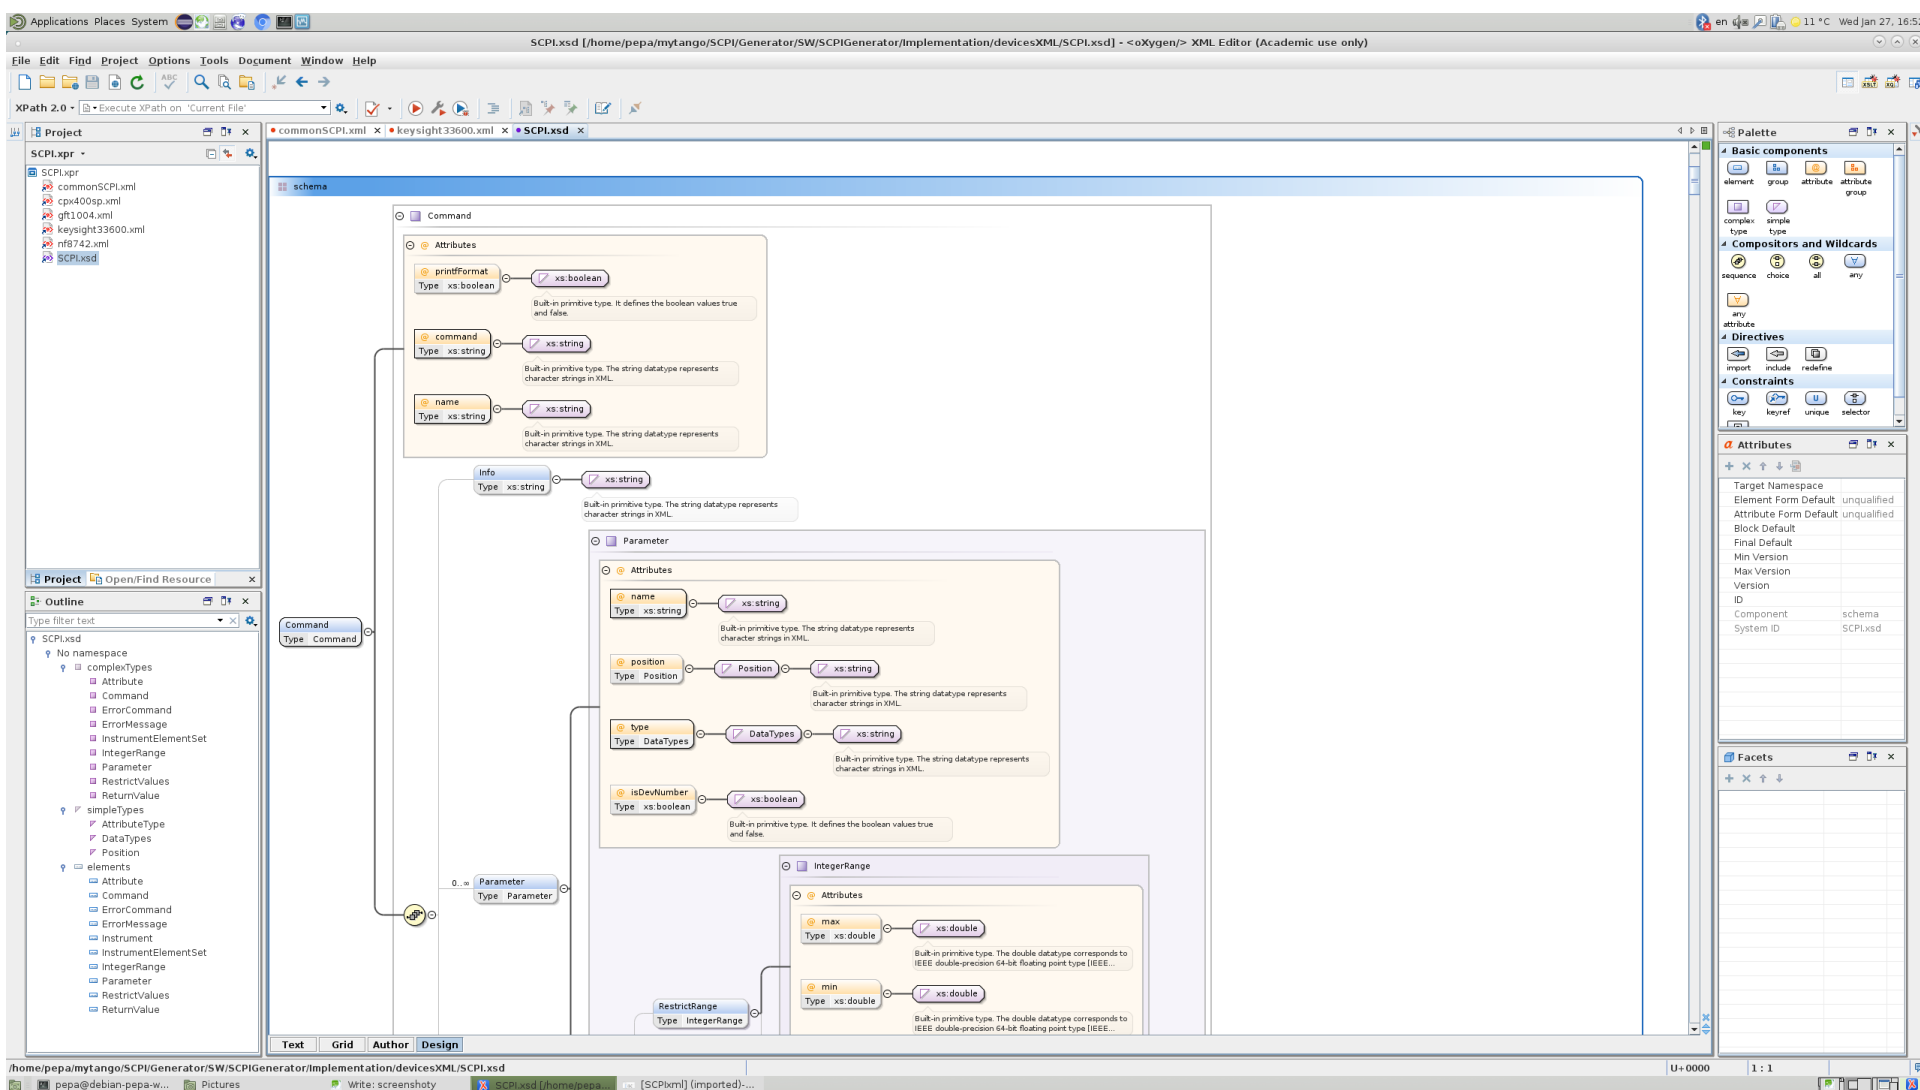 Applications Places System
en
11 °C Wed Jan 27, 16:52
SCPI.xsd [/home/pepa/mytango/SCPI/Generator/SW/SCPIGenerator/Implementation/devicesXML/SCPI.xsd] - <oXygen/> XML Editor (Academic use only)
File Edit Find Project Options Tools Document Window Help
XPath 2.0 Execute XPath on 'Current File'
Project
SCPI.xpr
SCPI.xpr
commonSCPI.xml
cpx400sp.xml
gft1004.xml
keysight33600.xml
nf8742.xml
SCPI.xsd
Project Open/Find Resource
Outline
Type filter text
SCPI.xsd
No namespace
complexTypes
Attribute
Command
ErrorCommand
ErrorMessage
InstrumentElementSet
IntegerRange
Parameter
RestrictValues
ReturnValue
simpleTypes
AttributeType
DataTypes
Position
elements
Attribute
Command
ErrorCommand
ErrorMessage
Instrument
InstrumentElementSet
IntegerRange
Parameter
RestrictValues
ReturnValue
commonSCPI.xml keysight33600.xml SCPI.xsd
schema
Command
Attributes
@ printfFormat
Type xs:boolean
xs:boolean
Built-in primitive type. It defines the boolean values true
and false.
@ command
Type xs:string
xs:string
Built-in primitive type. The string datatype represents
character strings in XML.
@ name
Type xs:string
xs:string
Built-in primitive type. The string datatype represents
character strings in XML.
Info
Type xs:string
xs:string
Built-in primitive type. The string datatype represents
character strings in XML.
Command
Type Command
Parameter
Attributes
@ name
Type xs:string
xs:string
Built-in primitive type. The string datatype represents
character strings in XML.
@ position
Type Position
Position
xs:string
Built-in primitive type. The string datatype represents
character strings in XML.
@ type
Type DataTypes
DataTypes
xs:string
Built-in primitive type. The string datatype represents
character strings in XML.
@ isDevNumber
Type xs:boolean
xs:boolean
Built-in primitive type. It defines the boolean values true
and false.
0..∞
Parameter
Type Parameter
IntegerRange
Attributes
@ max
Type xs:double
xs:double
Built-in primitive type. The double datatype corresponds to
IEEE double-precision 64-bit floating point type [IEEE...
@ min
Type xs:double
xs:double
Built-in primitive type. The double datatype corresponds to
IEEE double-precision 64-bit floating point type [IEEE...
RestrictRange
Type IntegerRange
Text Grid Author Design
Palette
Basic components
element group attribute attribute group
complex type simple type
Compositors and Wildcards
sequence choice all any
any attribute
Directives
import include redefine
Constraints
key keyref unique selector
Attributes
Target Namespace
Element Form Default unqualified
Attribute Form Default unqualified
Block Default
Final Default
Min Version
Max Version
Version
ID
Component schema
System ID SCPI.xsd
Facets
/home/pepa/mytango/SCPI/Generator/SW/SCPIGenerator/Implementation/devicesXML/SCPI.xsd
U+0000 1 : 1
pepa@debian-pepa-w... Pictures Write: screenshoty SCPI.xsd [/home/pepa... [SCPIxml] (imported)-...